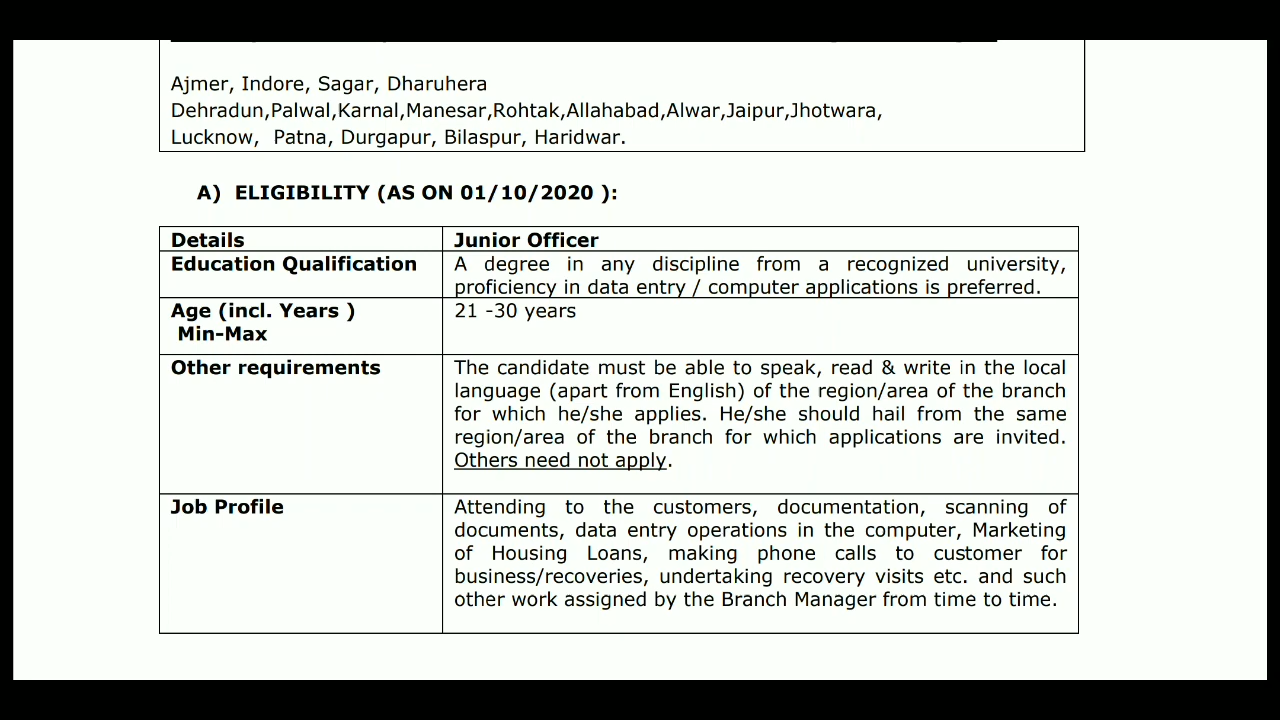 Ajmer, Indore, Sagar, Dharuhera
Dehradun,Palwal,Karnal,Manesar,Rohtak,Allahabad,Alwar,Jaipur,Jhotwara,
Lucknow,  Patna, Durgapur, Bilaspur, Haridwar.
A) ELIGIBILITY (AS ON 01/10/2020 ):
Details Junior Officer
Education Qualification A degree in any discipline from a recognized university,
proficiency in data entry / computer applications is preferred.
Age (incl. Years ) 21 -30 years
Min-Max
Other requirements The candidate must be able to speak, read & write in the local
language (apart from English) of the region/area of the branch
for which he/she applies. He/she should hail from the same
region/area of the branch for which applications are invited.
Others need not apply.
Job Profile Attending to the customers, documentation, scanning of
documents, data entry operations in the computer, Marketing
of Housing Loans, making phone calls to customer for
business/recoveries, undertaking recovery visits etc. and such
other work assigned by the Branch Manager from time to time.